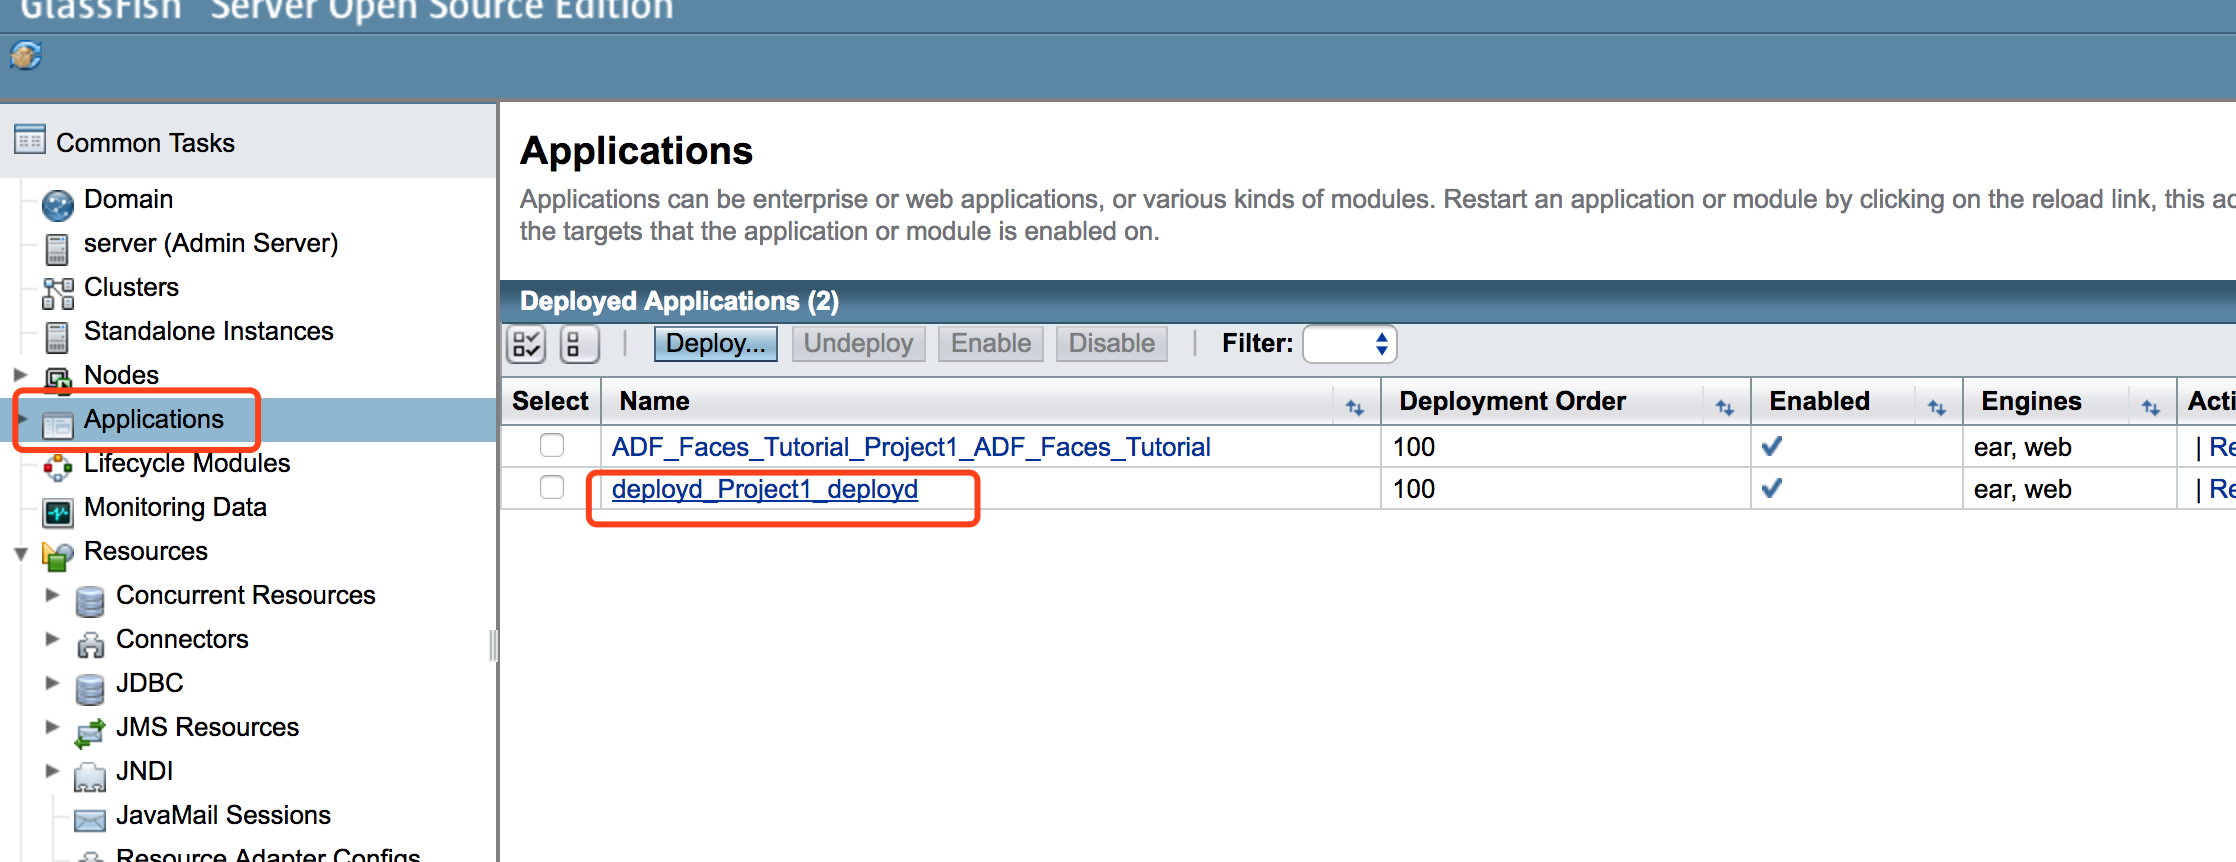 GlassFish™ Server Open Source Edition
Common Tasks
Domain
server (Admin Server)
Clusters
Standalone Instances
Nodes
Applications
Lifecycle Modules
Monitoring Data
Resources
Concurrent Resources
Connectors
JDBC
JMS Resources
JNDI
JavaMail Sessions
Resource Adapter Configs
Applications
Applications can be enterprise or web applications, or various kinds of modules. Restart an application or module by clicking on the reload link, this ac
the targets that the application or module is enabled on.
Deployed Applications (2)
Deploy... Undeploy Enable Disable Filter:
Select Name Deployment Order Enabled Engines Acti
ADF_Faces_Tutorial_Project1_ADF_Faces_Tutorial 100 ear, web | Re
deployd_Project1_deployd 100 ear, web | Re